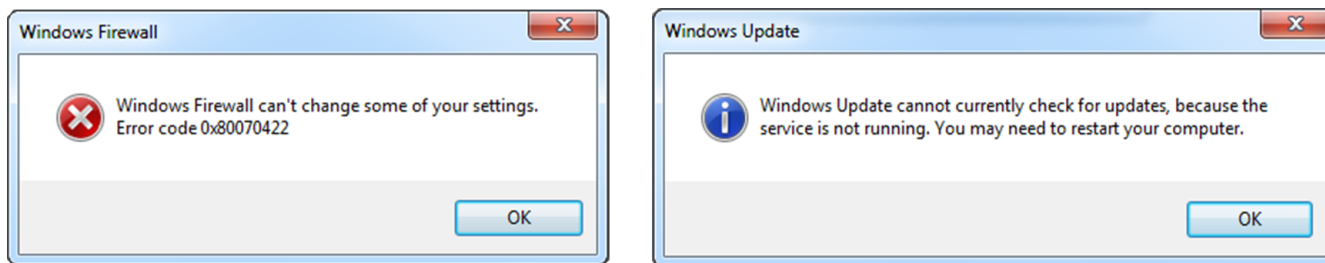 Windows Firewall
Windows Firewall can't change some of your settings.
Error code 0x80070422
OK
Windows Update
Windows Update cannot currently check for updates, because the
service is not running. You may need to restart your computer.
OK